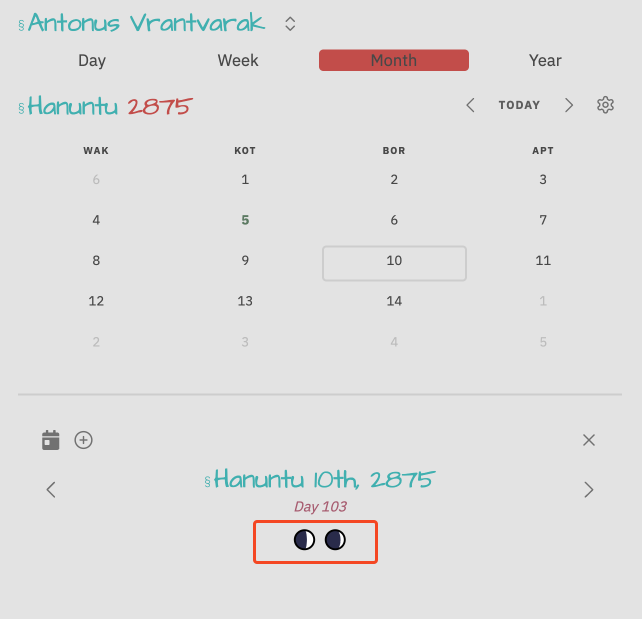 § Antonus Vrantvarak
Day Week Month Year
§ Hanuntu 2875 TODAY
WAK KOT BOR APT
6 1 2 3
4 5 6 7
8 9 10 11
12 13 14 1
2 3 4 5
§ Hanuntu 10th, 2875
Day 103